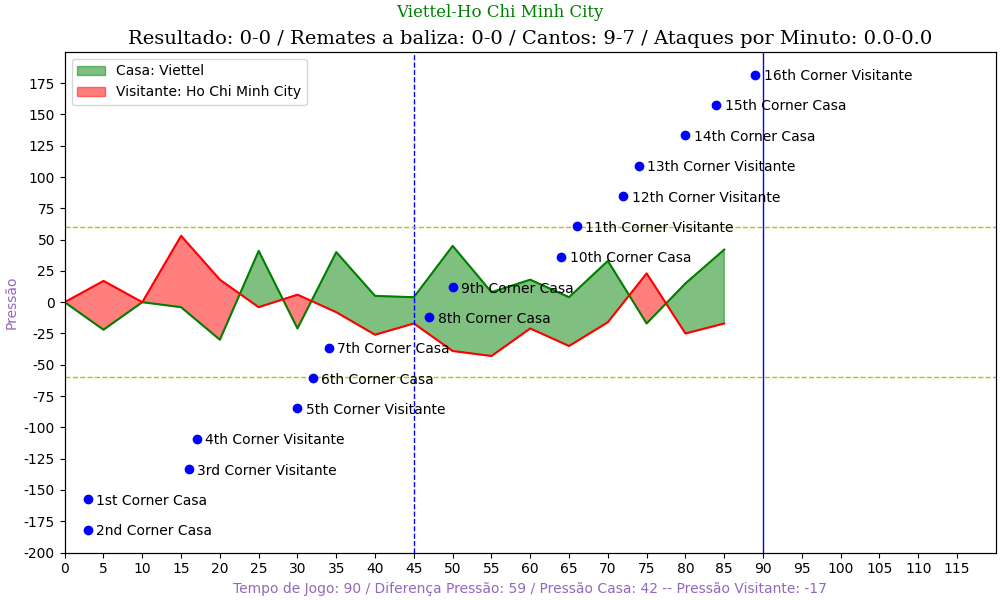 Viettel-Ho Chi Minh City
Resultado: 0-0 / Remates a baliza: 0-0 / Cantos: 9-7 / Ataques por Minuto: 0.0-0.0
Casa: Viettel
Visitante: Ho Chi Minh City
16th Corner Visitante
15th Corner Casa
14th Corner Casa
13th Corner Visitante
12th Corner Visitante
11th Corner Visitante
10th Corner Casa
9th Corner Casa
8th Corner Casa
7th Corner Casa
6th Corner Casa
5th Corner Visitante
4th Corner Visitante
3rd Corner Visitante
1st Corner Casa
2nd Corner Casa
Pressão
175
150
125
100
75
50
25
0
-25
-50
-75
-100
-125
-150
-175
-200
0 5 10 15 20 25 30 35 40 45 50 55 60 65 70 75 80 85 90 95 100 105 110 115
Tempo de Jogo: 90 / Diferença Pressão: 59 / Pressão Casa: 42 -- Pressão Visitante: -17